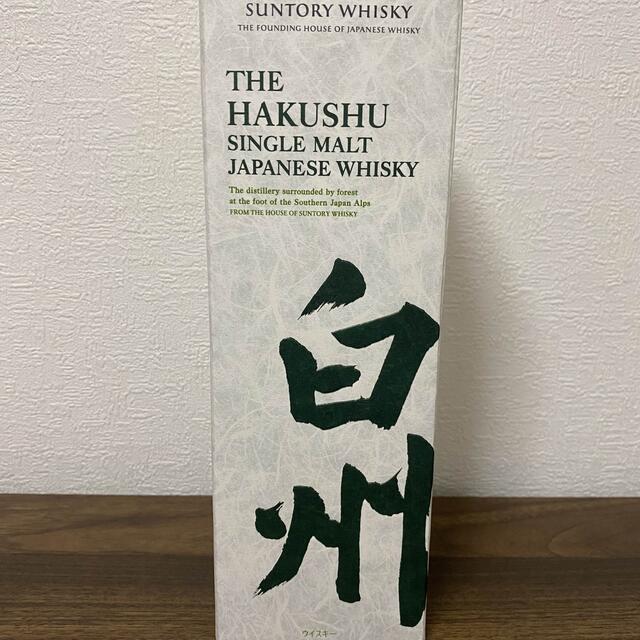 SUNTORY WHISKY
THE FOUNDING HOUSE OF JAPANESE WHISKY
THE
HAKUSHU
SINGLE MALT
JAPANESE WHISKY
The distillery surrounded by forest
at the foot of the Southern Japan Alps
FROM THE HOUSE OF SUNTORY WHISKY
白州
ウイスキー